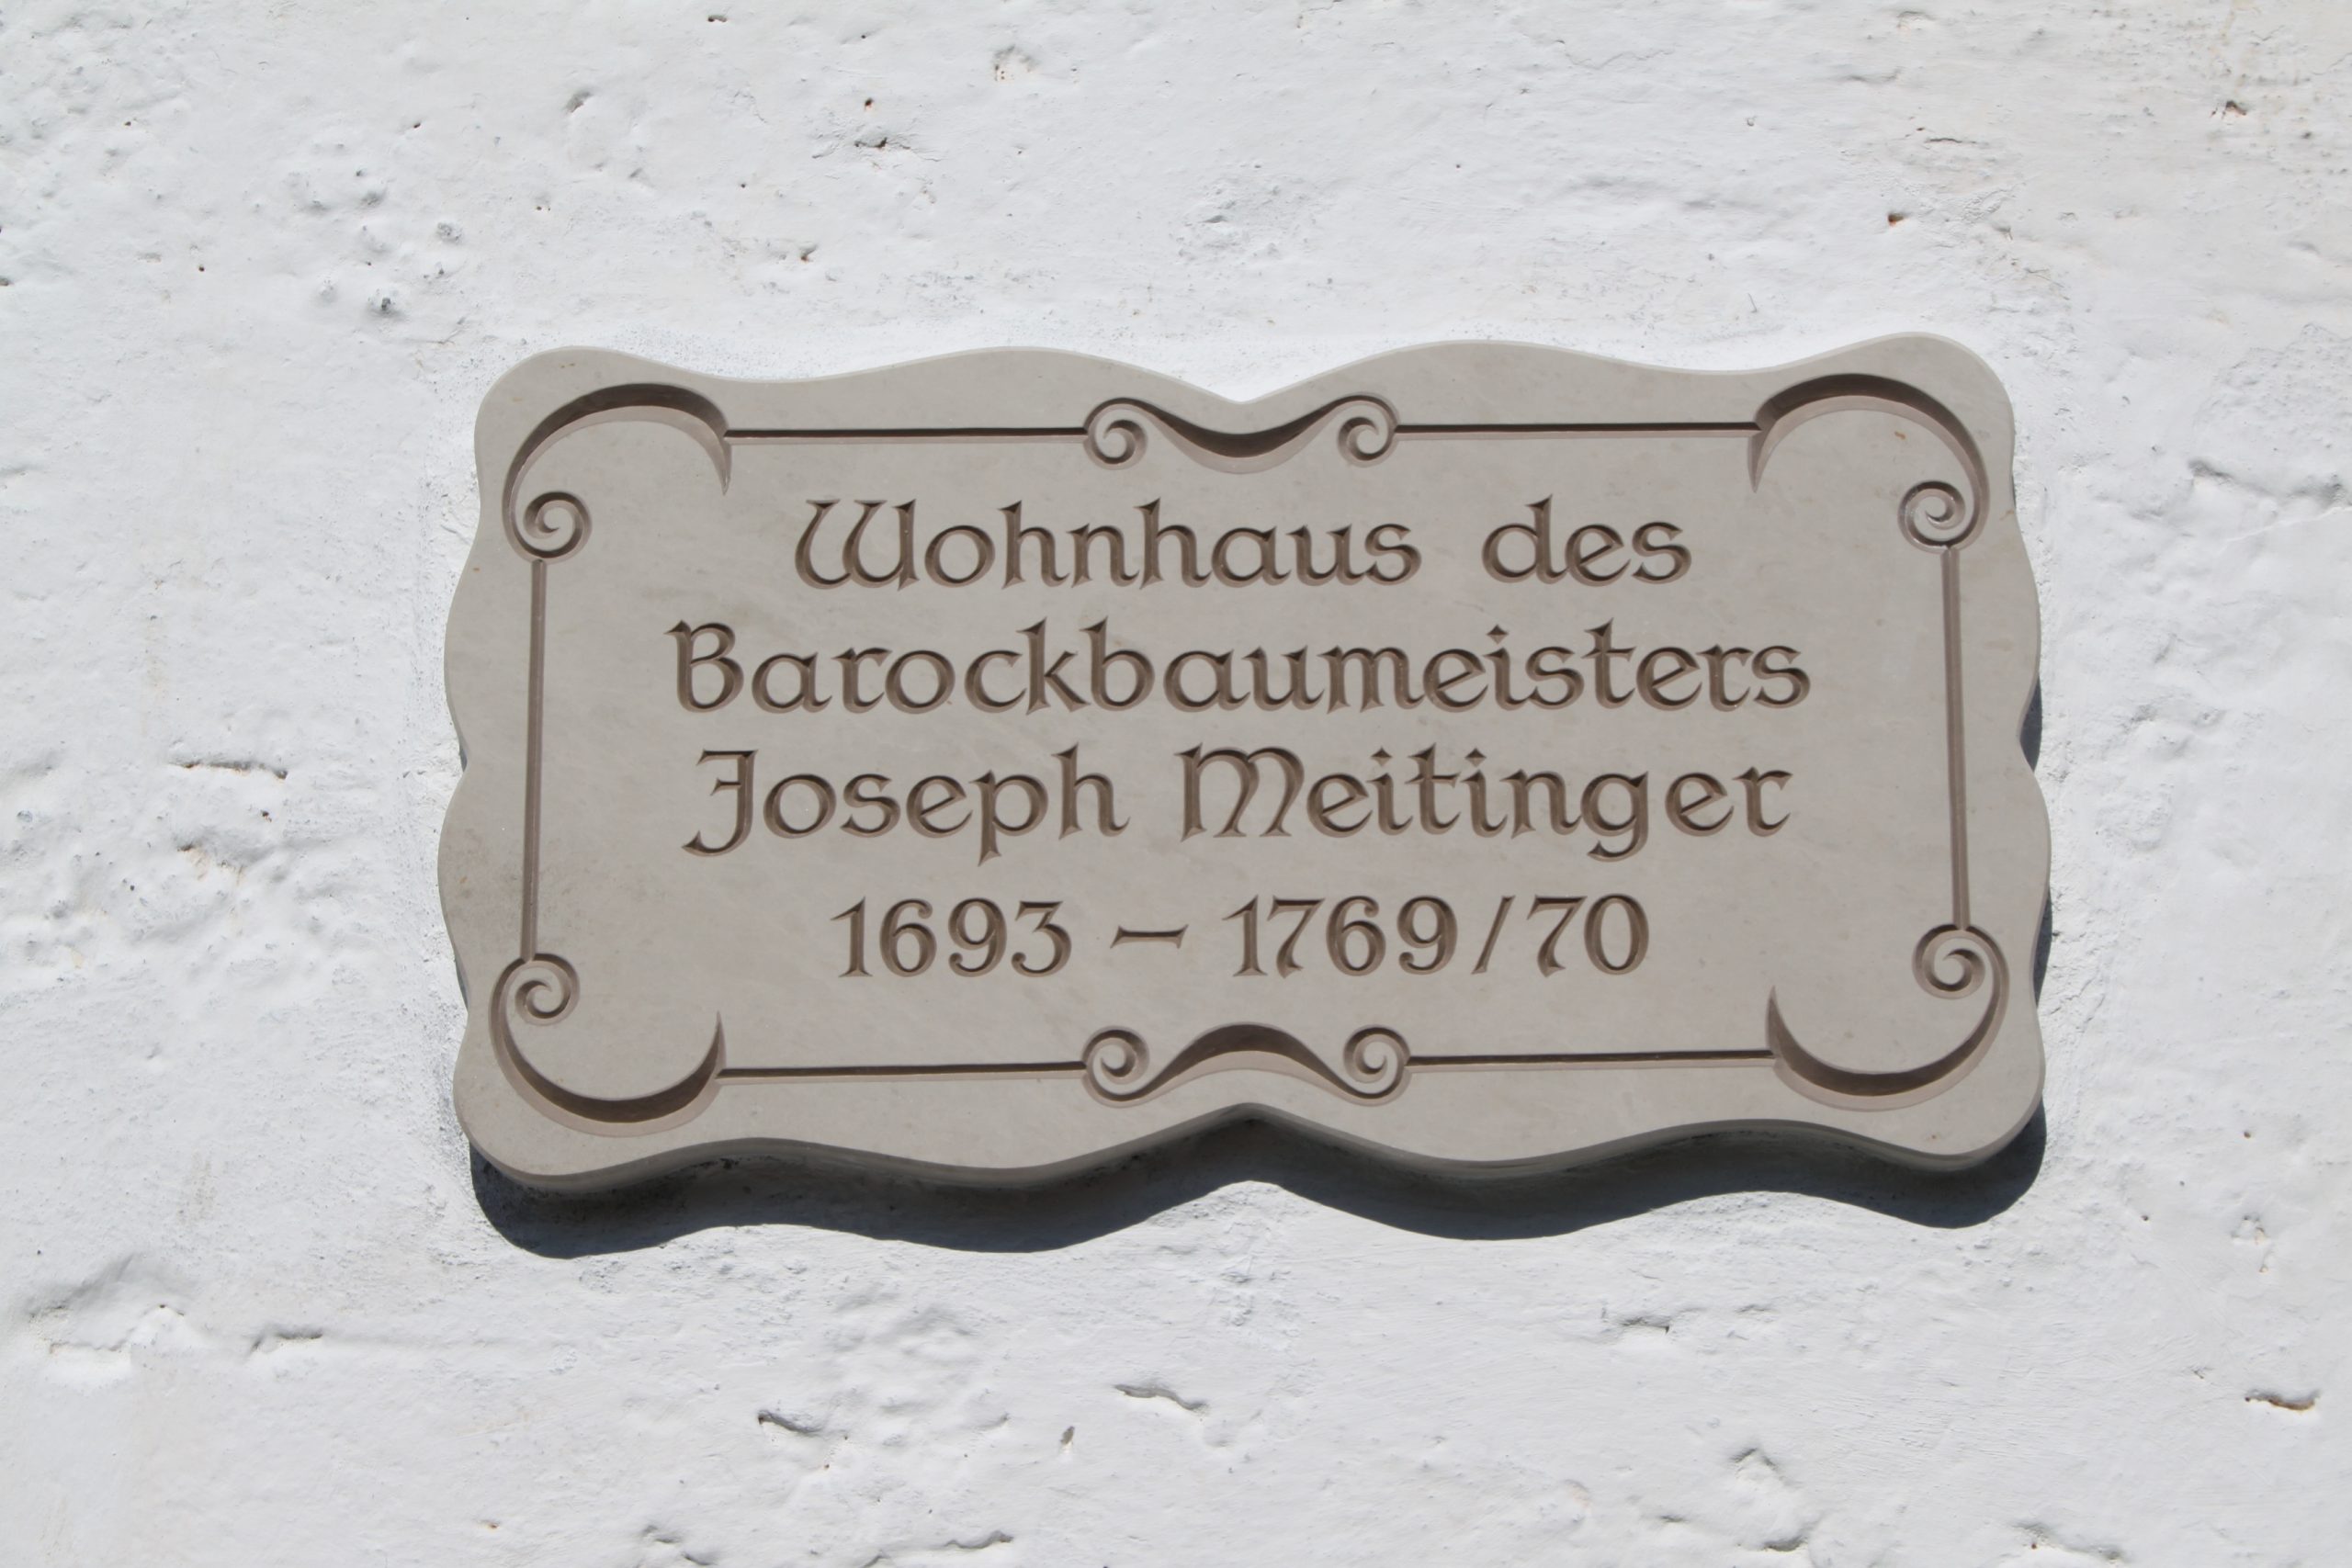 Wohnhaus des
Barockbaumeisters
Joseph Meitinger
1693 – 1769/70